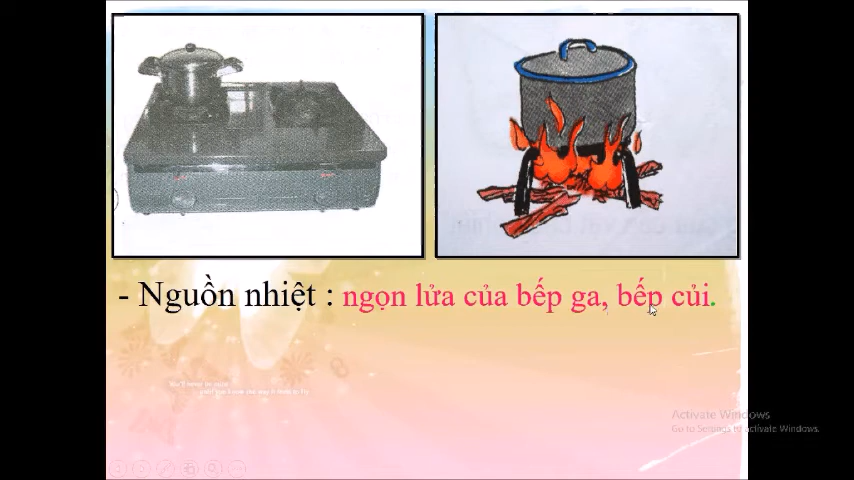 - Nguồn nhiệt : ngọn lửa của bếp ga, bếp củi.
Activate Windows
Go to Settings to activate Windows.